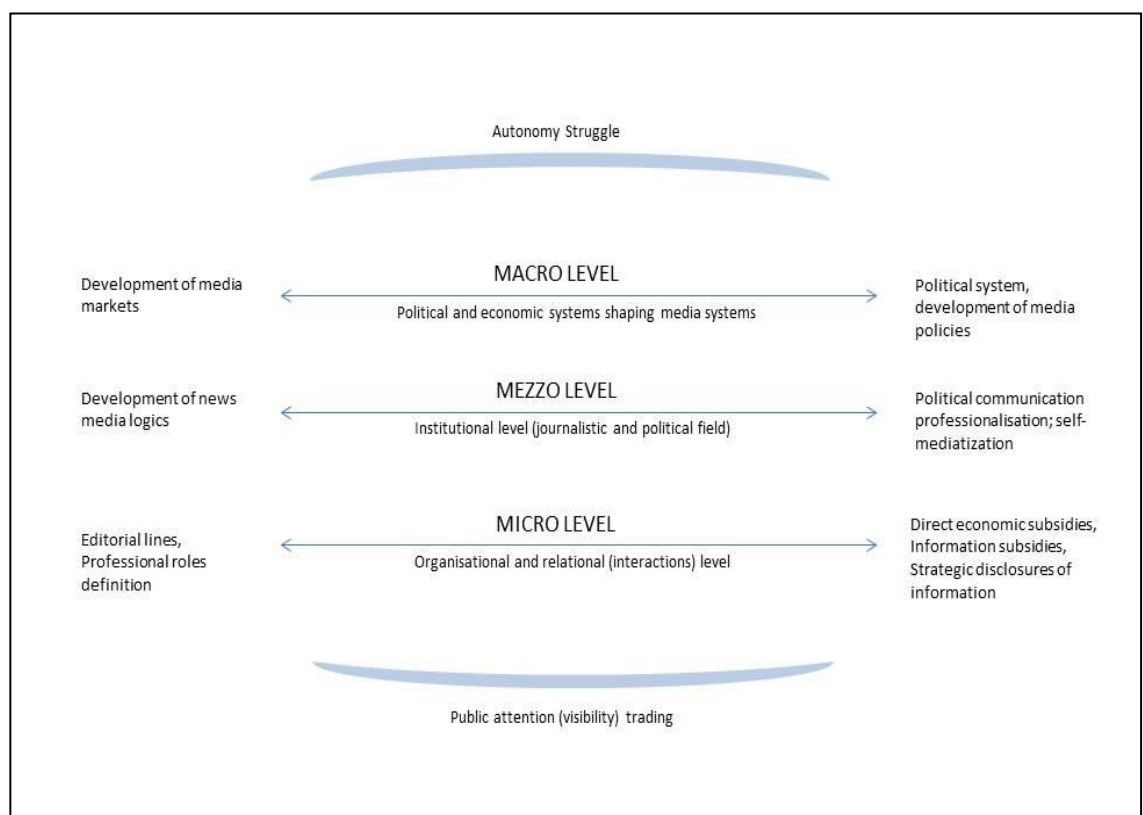 Autonomy Struggle
Development of media
markets
MACRO LEVEL
Political and economic systems shaping media systems
Political system,
development of media
policies
Development of news
media logics
MEZZO LEVEL
Institutional level (journalistic and political field)
Political communication
professionalisation; self-
mediatization
Editorial lines,
Professional roles
definition
MICRO LEVEL
Organisational and relational (interactions) level
Direct economic subsidies,
Information subsidies,
Strategic disclosures of
information
Public attention (visibility) trading